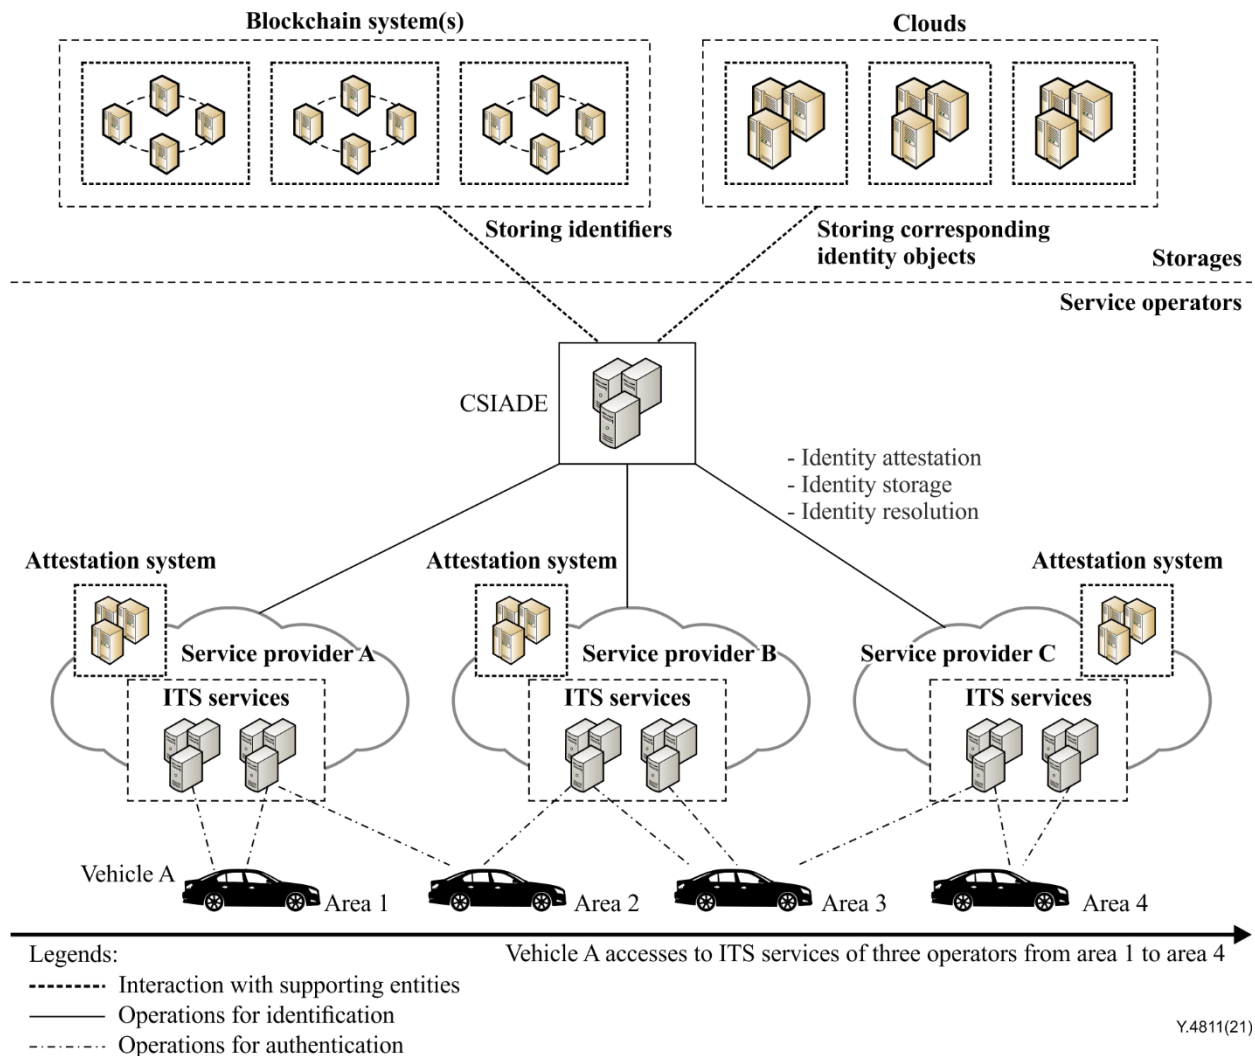 Blockchain system(s)
Clouds
Storing identifiers
Storing corresponding
identity objects
Storages
Service operators
CSIADE
- Identity attestation
- Identity storage
- Identity resolution
Attestation system
Attestation system
Attestation system
Service provider A
Service provider B
Service provider C
ITS services
ITS services
ITS services
Vehicle A
Area 1
Area 2
Area 3
Area 4
Vehicle A accesses to ITS services of three operators from area 1 to area 4
Legends:
Interaction with supporting entities
Operations for identification
Operations for authentication
Y.4811(21)